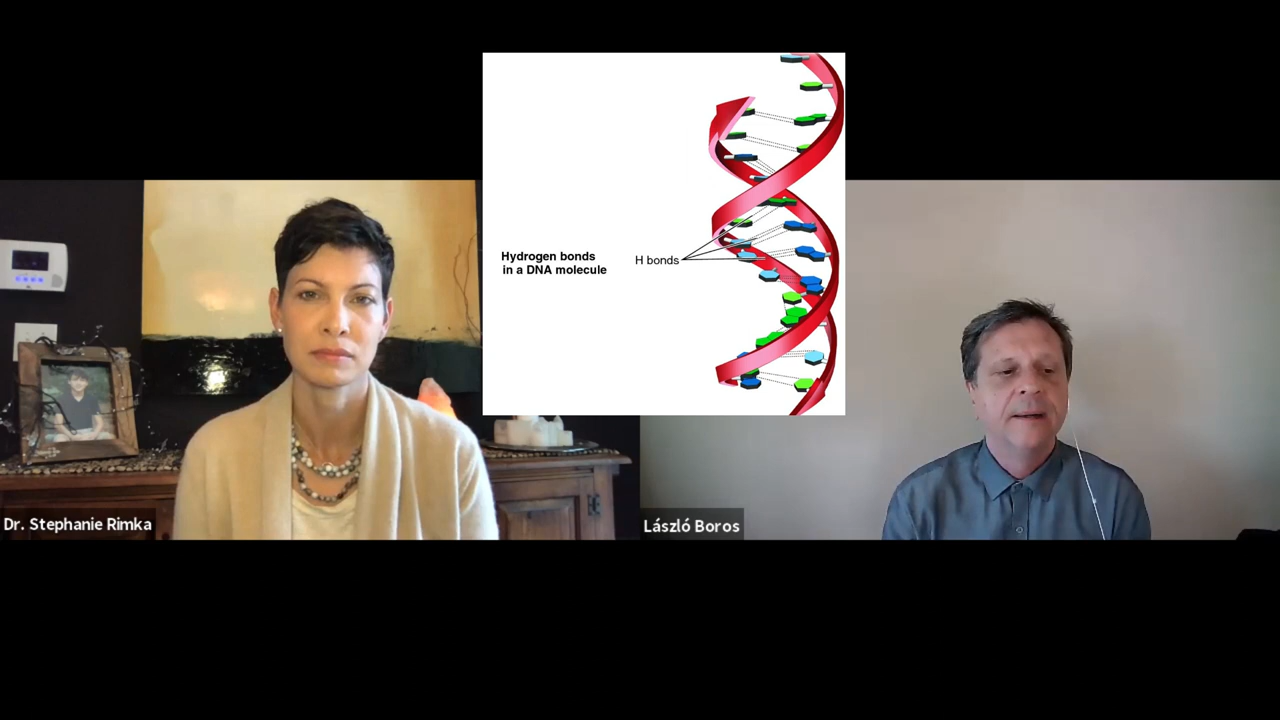 Hydrogen bonds
in a DNA molecule
H bonds
Dr. Stephanie Rimka
László Boros